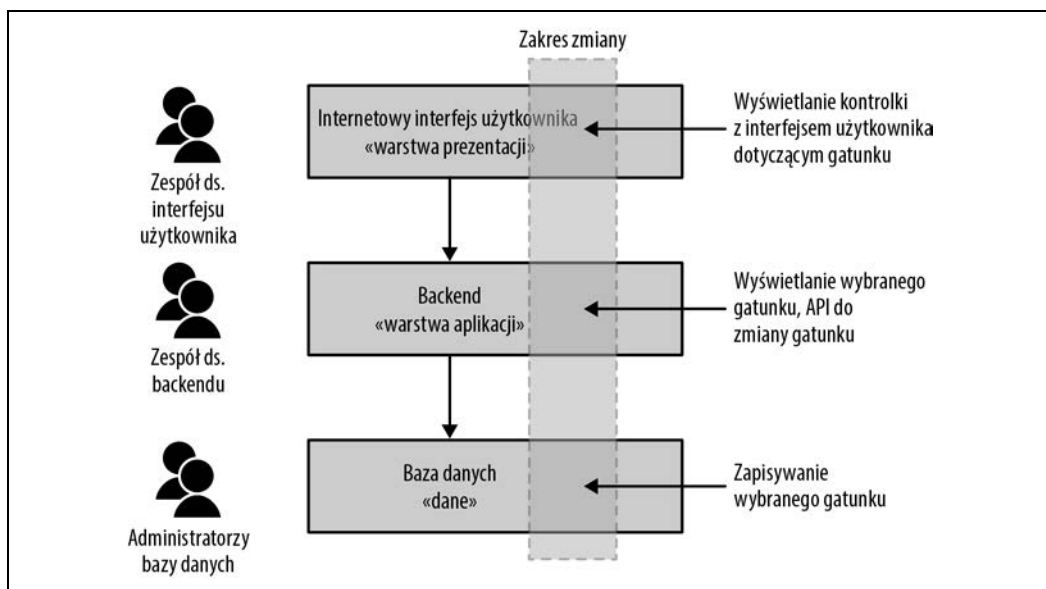 Zakres zmiany
Internetowy interfejs użytkownika
«warstwa prezentacji»
Wyświetlanie kontrolki
z interfejsem użytkownika
dotyczącym gatunku
Zespół ds.
interfejsu
użytkownika
Backend
«warstwa aplikacji»
Wyświetlanie wybranego
gatunku, API do
zmiany gatunku
Zespół ds.
backendu
Baza danych
«dane»
Zapisywanie
wybranego gatunku
Administratorzy
bazy danych